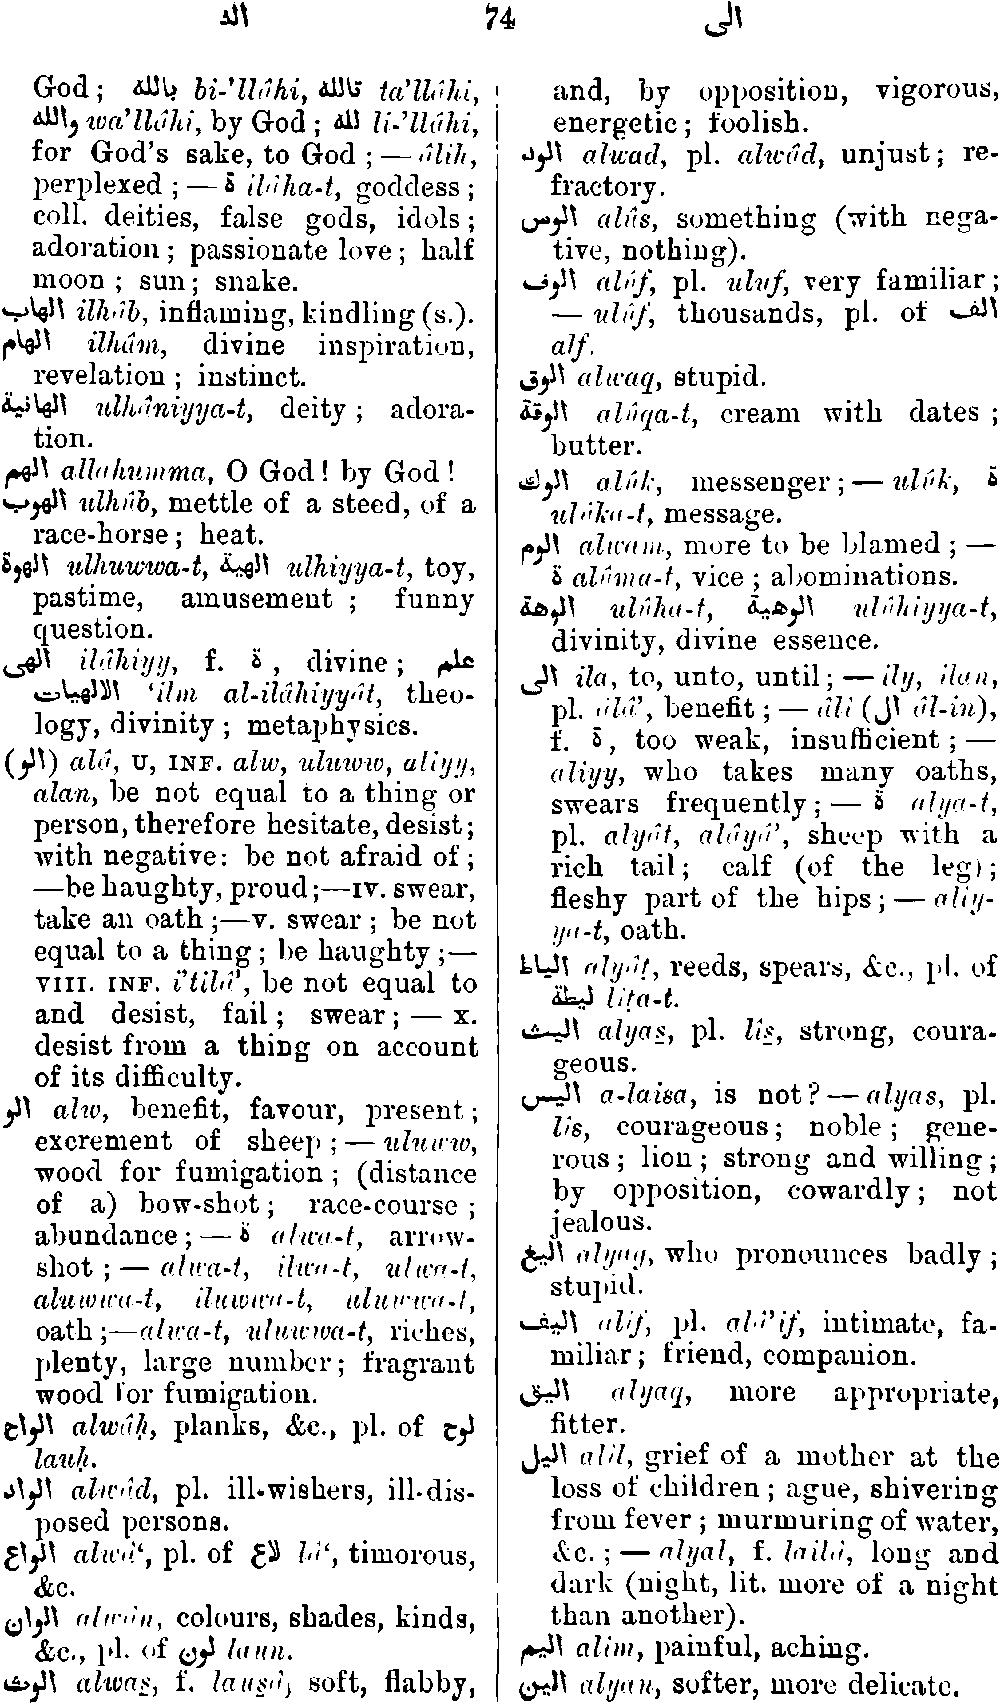 الد 74 الى
God; بالله bi-'llâhi, تالله ta'llâhi,
والله wa'llâhi, by God; لله li-'llâhi,
for God's sake, to God; — âlih,
perplexed; — ة ilâha-t, goddess;
coll. deities, false gods, idols;
adoration; passionate love; half
moon; sun; snake.
الهاب ilhâb, inflaming, kindling (s.).
الهام ilhâm, divine inspiration,
revelation; instinct.
الهانية ulhâniyya-t, deity; adora-
tion.
الهم allahumma, O God! by God!
الهوب ulhûb, mettle of a steed, of a
race-horse; heat.
الهوة ulhuwwa-t, الهية ulhiyya-t, toy,
pastime, amusement; funny
question.
الهى ilâhiyy, f. ة, divine; علم
الالهيات ‘ilm al-ilâhiyyât, theo-
logy, divinity; metaphysics.
(الو) alâ, U, INF. alw, uluww, aliyy,
alan, be not equal to a thing or
person, therefore hesitate, desist;
with negative: be not afraid of;
—be haughty, proud;—IV. swear,
take an oath;—V. swear; be not
equal to a thing; be haughty;—
VIII. INF. i'tilâ', be not equal to
and desist, fail; swear; — X.
desist from a thing on account
of its difficulty.
الو alw, benefit, favour, present;
excrement of sheep; — uluww,
wood for fumigation; (distance
of a) bow-shot; race-course;
abundance; — ة alwa-t, arrow-
shot; — alwa-t, ilwa-t, ulwa-t,
aluwwa-t, iluwwa-t, uluwwa-t,
oath;—alwa-t, uluwwa-t, riches,
plenty, large number; fragrant
wood for fumigation.
الواح alwâḥ, planks, &c., pl. of لوح
lauḥ.
الواد alwâd, pl. ill-wishers, ill-dis-
posed persons.
الواع alwâ‘, pl. of لاع lâ‘, timorous,
&c.
الوان alwân, colours, shades, kinds,
&c., pl. of لون laun.
الوث alwas̱, f. laus̱â, soft, flabby,
and, by opposition, vigorous,
energetic; foolish.
الود alwad, pl. alwâd, unjust; re-
fractory.
الوس alûs, something (with nega-
tive, nothing).
الوف alûf, pl. uluf, very familiar;
— ulûf, thousands, pl. of الف
alf.
الوق alwaq, stupid.
الوقة alûqa-t, cream with dates;
butter.
الوك alûk, messenger; — ulûk, ة
ulûka-t, message.
الوم alwam, more to be blamed; —
ة alûma-t, vice; abominations.
الوهة ulûha-t, الوهية ulûhiyya-t,
divinity, divine essence.
الى ila, to, unto, until; — ily, ilan,
pl. âlâ', benefit; — âlî (ال âl-in),
f. ة, too weak, insufficient; —
aliyy, who takes many oaths,
swears frequently; — ة alya-t,
pl. alyât, alâyâ', sheep with a
rich tail; calf (of the leg);
fleshy part of the hips; — aliy-
ya-t, oath.
الياط alyâṭ, reeds, spears, &c., pl. of
ليطة lîṭa-t.
اليث alyas̱, pl. lîs̱, strong, coura-
geous.
اليس a-laisa, is not? — alyas, pl.
lîs, courageous; noble; gene-
rous; lion; strong and willing;
by opposition, cowardly; not
jealous.
اليغ alyag, who pronounces badly;
stupid.
اليف alîf, pl. alâ'if, intimate, fa-
miliar; friend, companion.
اليق alyaq, more appropriate,
fitter.
اليل alîl, grief of a mother at the
loss of children; ague, shivering
from fever; murmuring of water,
&c.; — alyal, f. lailâ, long and
dark (night, lit. more of a night
than another).
اليم alîm, painful, aching.
الين alyan, softer, more delicate.